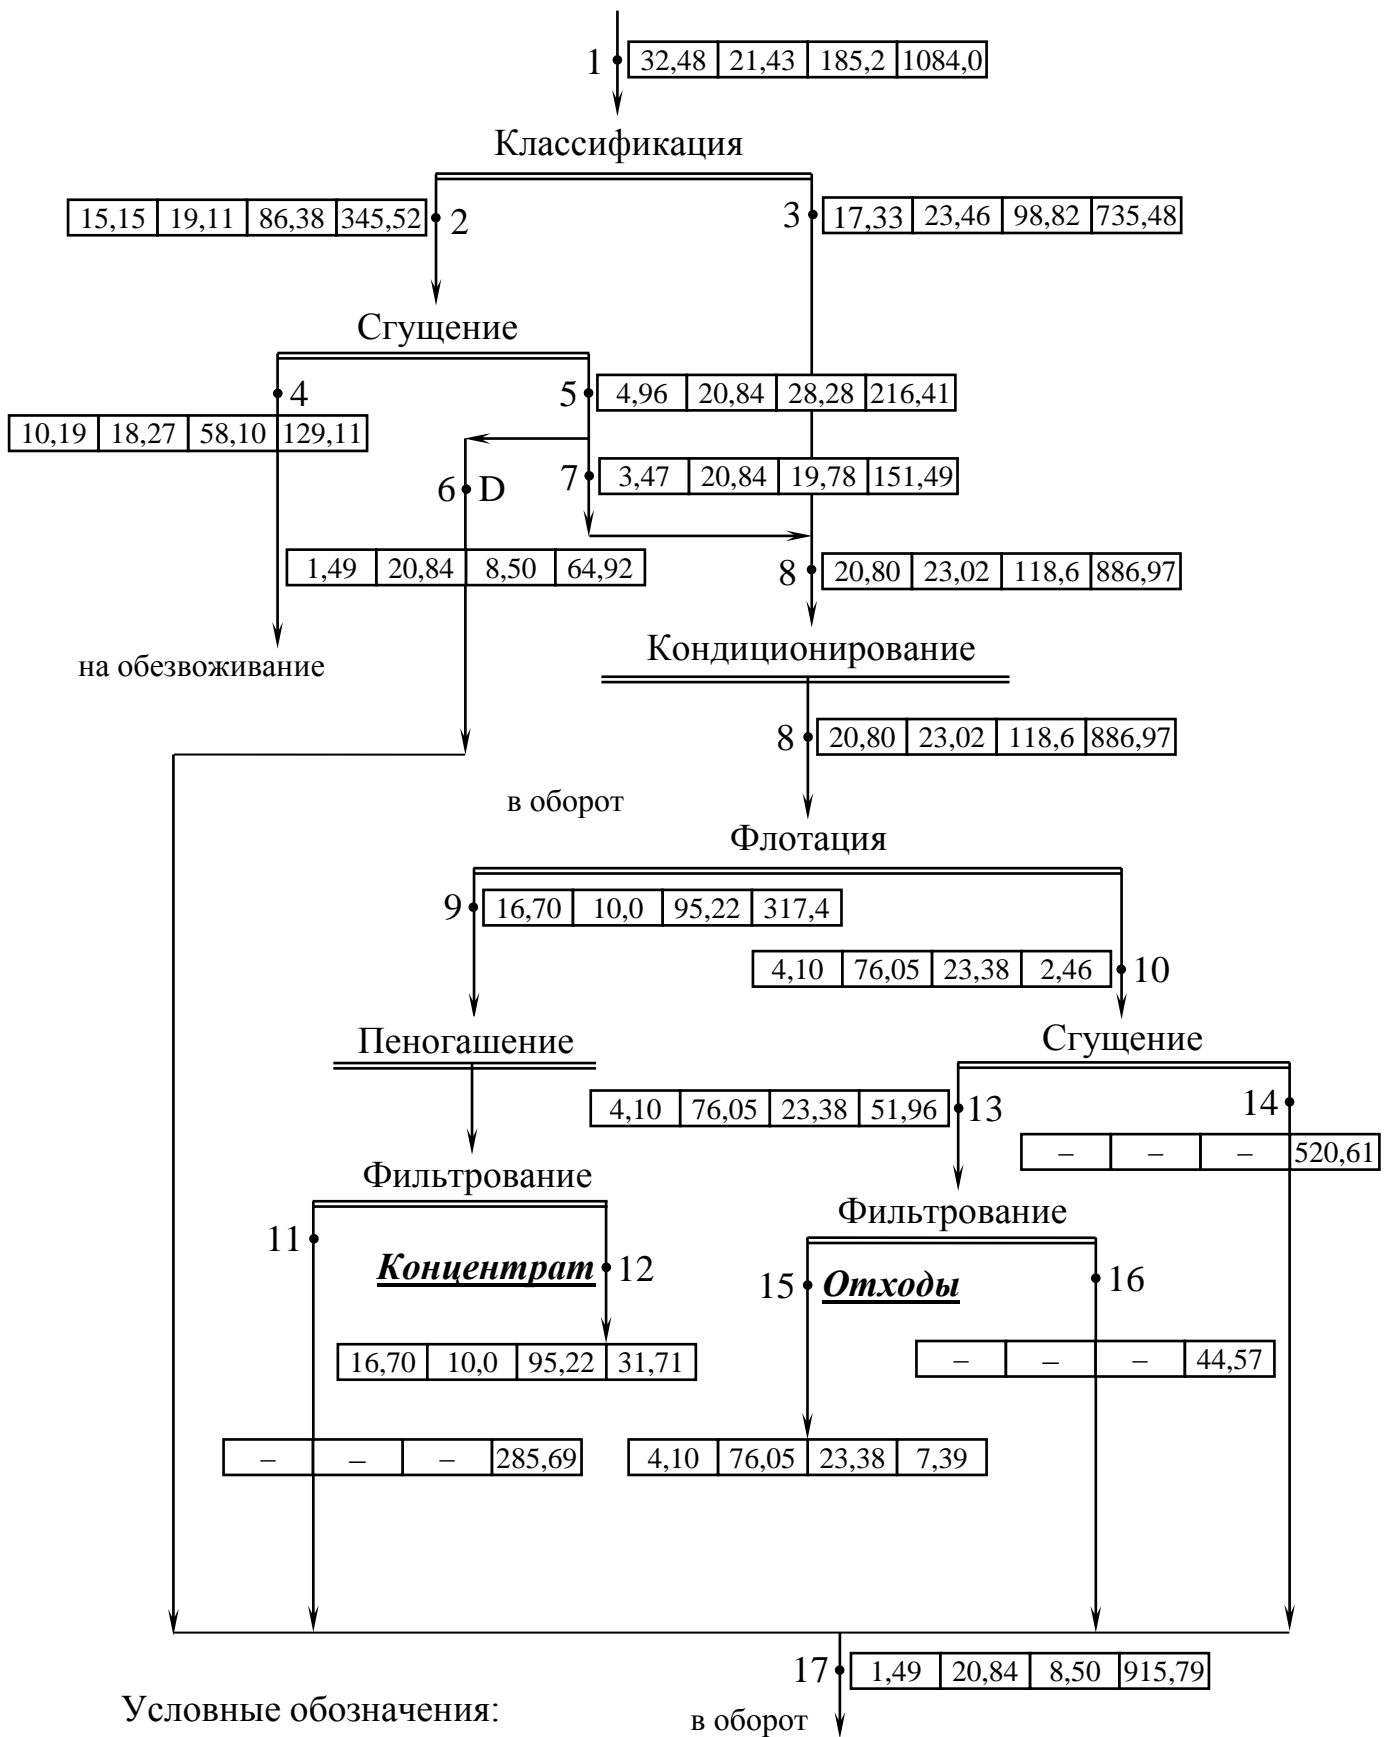 1 32,48 21,43 185,2 1084,0
Классификация
15,15 19,11 86,38 345,52 2
3 17,33 23,46 98,82 735,48
Сгущение
4
10,19 18,27 58,10 129,11
5 4,96 20,84 28,28 216,41
7 3,47 20,84 19,78 151,49
6 D
1,49 20,84 8,50 64,92
8 20,80 23,02 118,6 886,97
на обезвоживание
Кондиционирование
8 20,80 23,02 118,6 886,97
в оборот
Флотация
9 16,70 10,0 95,22 317,4
4,10 76,05 23,38 2,46 10
Пеногашение
Сгущение
4,10 76,05 23,38 51,96 13
14
– – – 520,61
Фильтрование
Фильтрование
11
Концентрат 12
15 Отходы
16
16,70 10,0 95,22 31,71
– – – 44,57
– – – 285,69
4,10 76,05 23,38 7,39
17 1,49 20,84 8,50 915,79
Условные обозначения:
в оборот